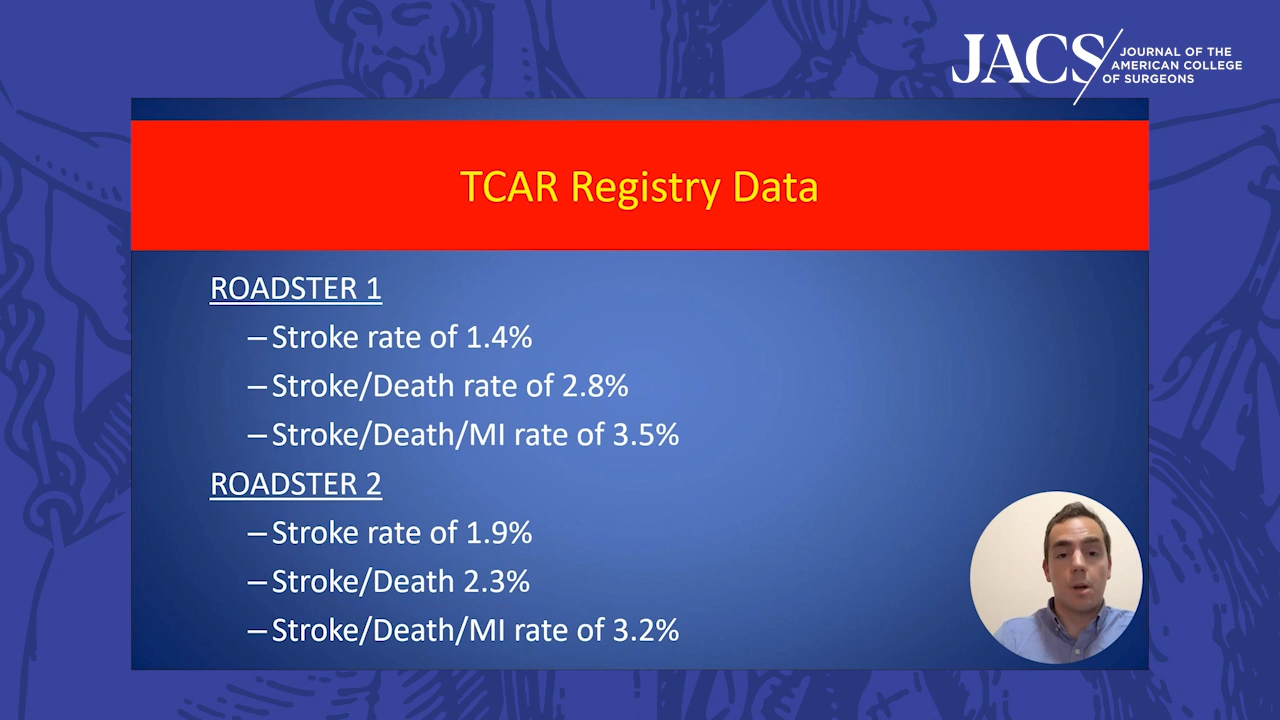 JACS
JOURNAL OF THE
AMERICAN COLLEGE
OF SURGEONS
TCAR Registry Data
ROADSTER 1
–Stroke rate of 1.4%
–Stroke/Death rate of 2.8%
–Stroke/Death/MI rate of 3.5%
ROADSTER 2
–Stroke rate of 1.9%
–Stroke/Death 2.3%
–Stroke/Death/MI rate of 3.2%